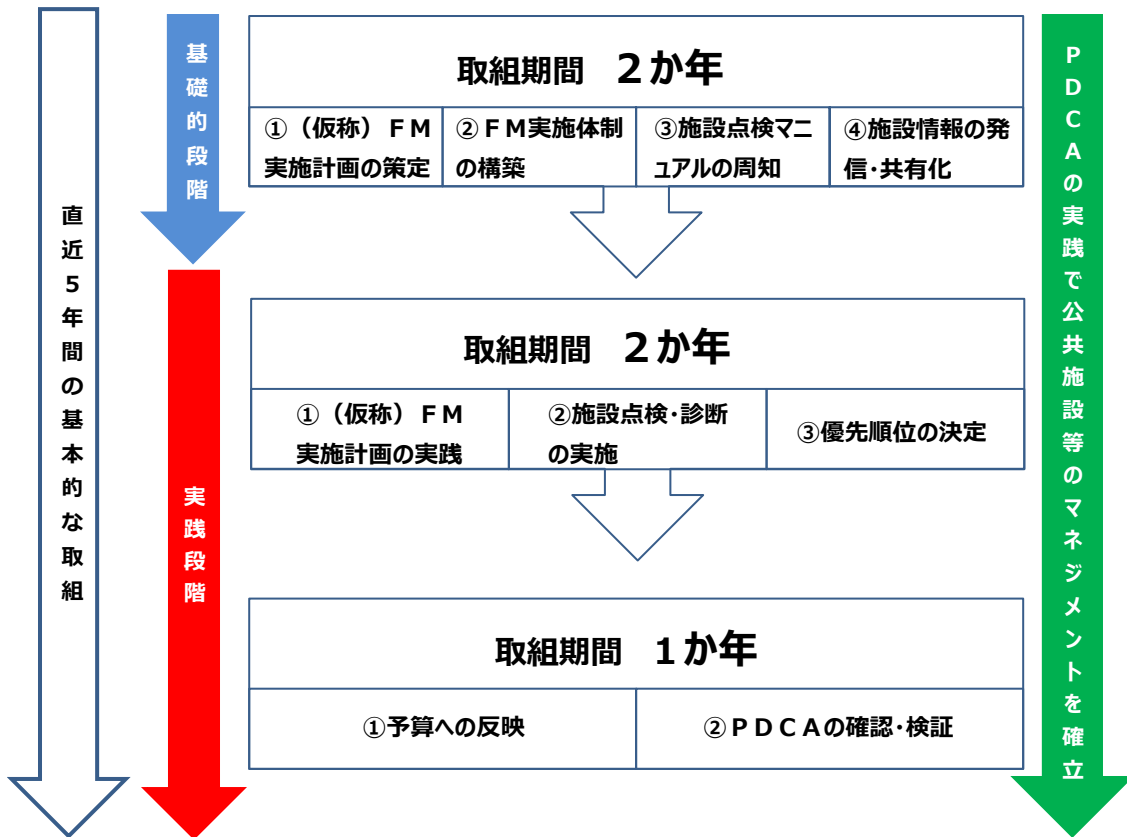 直近5年間の基本的な取組
基礎的段階
取組期間　２か年
①（仮称）ＦＭ
実施計画の策定
②ＦＭ実施体制
の構築
③施設点検マニ
ュアルの周知
④施設情報の発
信・共有化
実践段階
取組期間　２か年
①（仮称）ＦＭ
実施計画の実践
②施設点検・診断
の実施
③優先順位の決定
取組期間　１か年
①予算への反映
②ＰＤＣＡの確認・検証
ＰＤＣＡの実践で公共施設等のマネジメントを確立